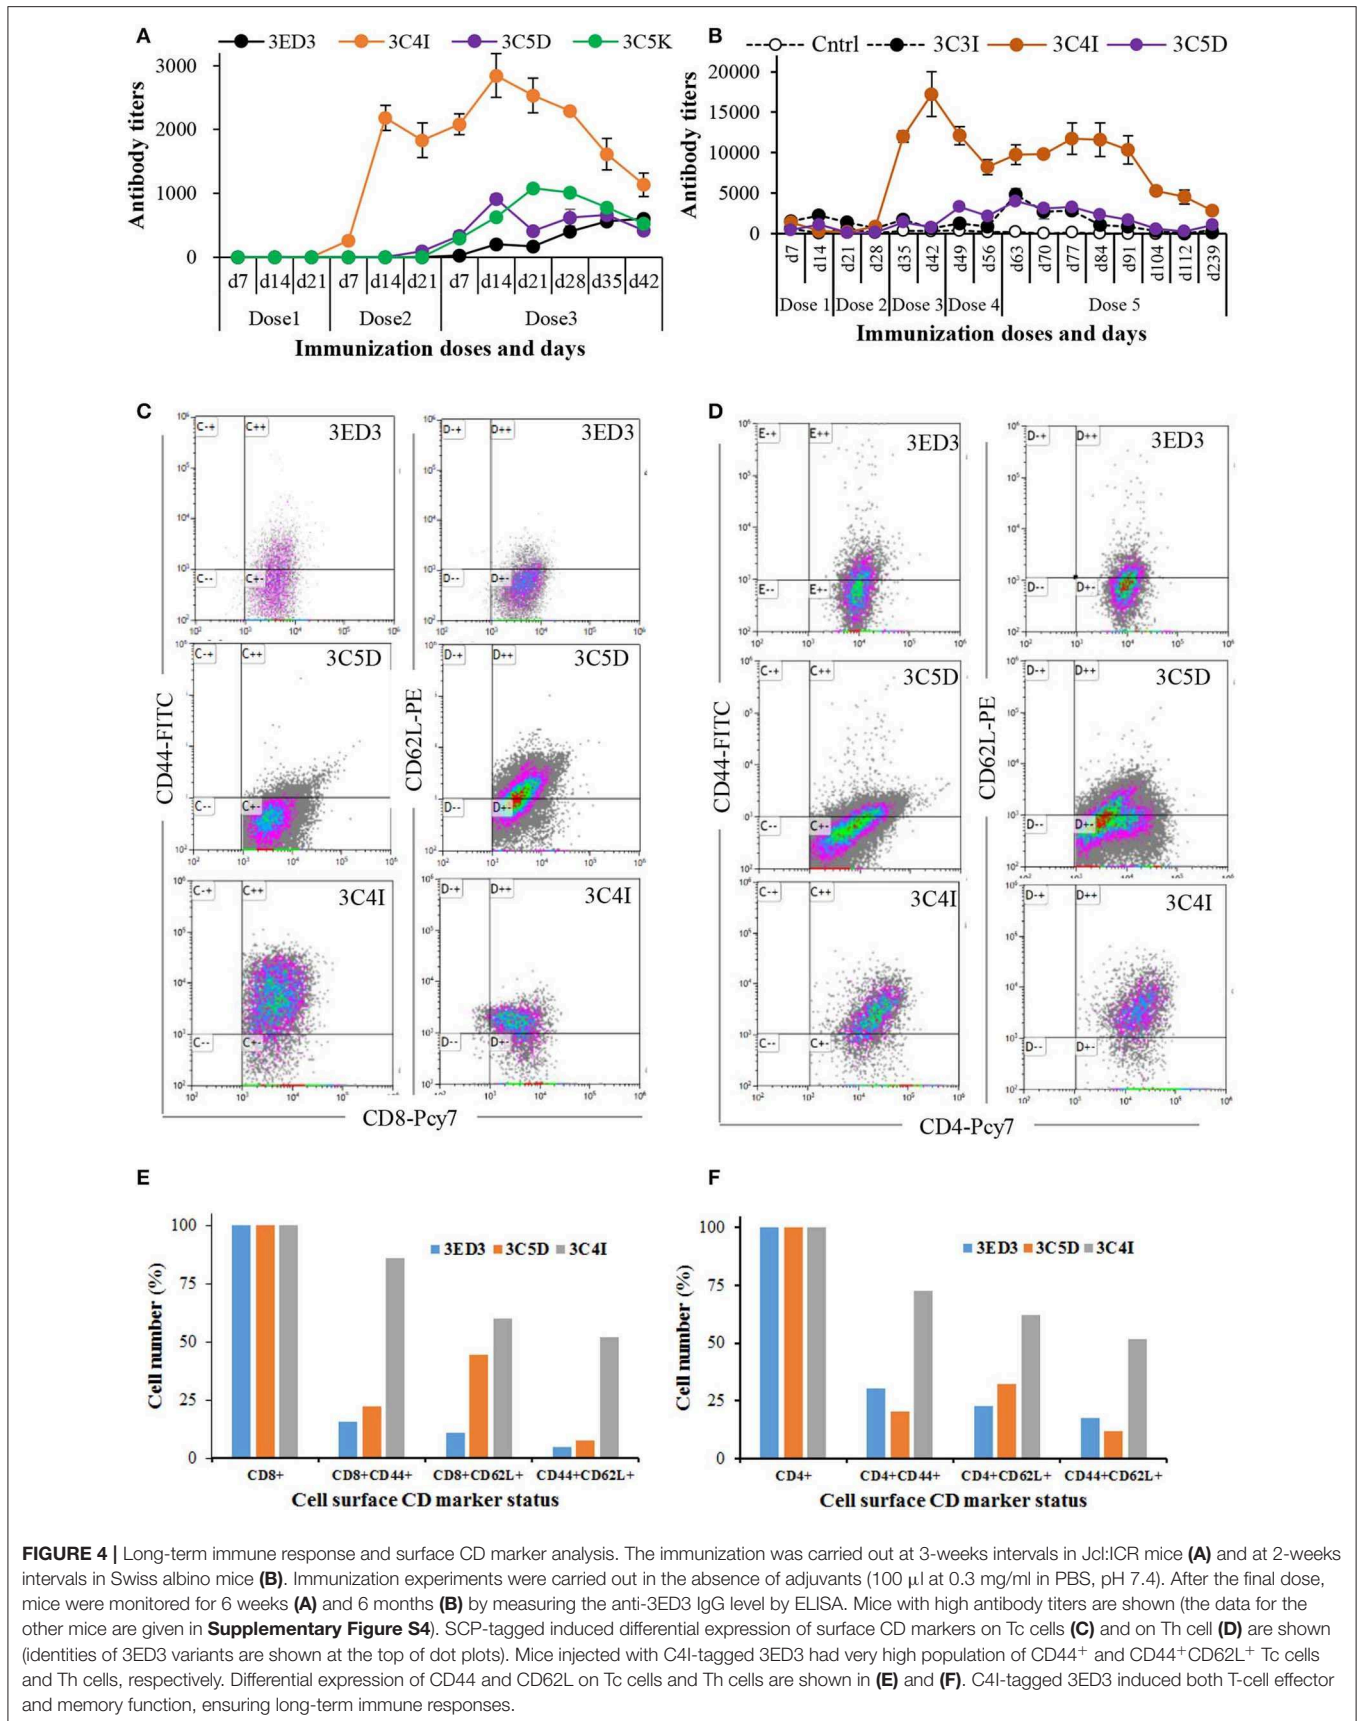 A
3ED3 3C4I 3C5D 3C5K
3000
2000
1000
0
Antibody titers
d7 d14 d21 d7 d14 d21 d7 d14 d21 d28 d35 d42
Dose1 Dose2 Dose3
Immunization doses and days
B
Cntrl 3C3I 3C4I 3C5D
20000
15000
10000
5000
0
Antibody titers
d7 d14 d21 d28 d35 d42 d49 d56 d63 d70 d77 d84 d91 d104 d112 d239
Dose 1 Dose 2 Dose 3 Dose 4 Dose 5
Immunization doses and days
C
C-+ C++ 3ED3
C-- C+-
D-+ D++ 3ED3
D-- D+-
C-+ C++ 3C5D
C-- C+-
D-+ D++ 3C5D
D-- D+-
C-+ C++ 3C4I
C-- C+-
D-+ D++ 3C4I
D-- D+-
CD44-FITC
CD62L-PE
CD8-Pcy7
D
E-+ E++ 3ED3
E-- E+-
D-+ D++ 3ED3
D-- D+-
C-+ C++ 3C5D
C-- C+-
D-+ D++ 3C5D
D-- D+-
C-+ C++ 3C4I
C-- C+-
D-+ D++ 3C4I
D-- D+-
CD44-FITC
CD62L-PE
CD4-Pcy7
E
3ED3 3C5D 3C4I
100
75
50
25
0
Cell number (%)
CD8+ CD8+CD44+ CD8+CD62L+ CD44+CD62L+
Cell surface CD marker status
F
3ED3 3C5D 3C4I
100
75
50
25
0
Cell number (%)
CD4+ CD4+CD44+ CD4+CD62L+ CD44+CD62L+
Cell surface CD marker status
FIGURE 4 | Long-term immune response and surface CD marker analysis. The immunization was carried out at 3-weeks intervals in Jcl:ICR mice (A) and at 2-weeks
intervals in Swiss albino mice (B). Immunization experiments were carried out in the absence of adjuvants (100 μl at 0.3 mg/ml in PBS, pH 7.4). After the final dose,
mice were monitored for 6 weeks (A) and 6 months (B) by measuring the anti-3ED3 IgG level by ELISA. Mice with high antibody titers are shown (the data for the
other mice are given in Supplementary Figure S4). SCP-tagged induced differential expression of surface CD markers on Tc cells (C) and on Th cell (D) are shown
(identities of 3ED3 variants are shown at the top of dot plots). Mice injected with C4I-tagged 3ED3 had very high population of CD44⁺ and CD44⁺CD62L⁺ Tc cells
and Th cells, respectively. Differential expression of CD44 and CD62L on Tc cells and Th cells are shown in (E) and (F). C4I-tagged 3ED3 induced both T-cell effector
and memory function, ensuring long-term immune responses.